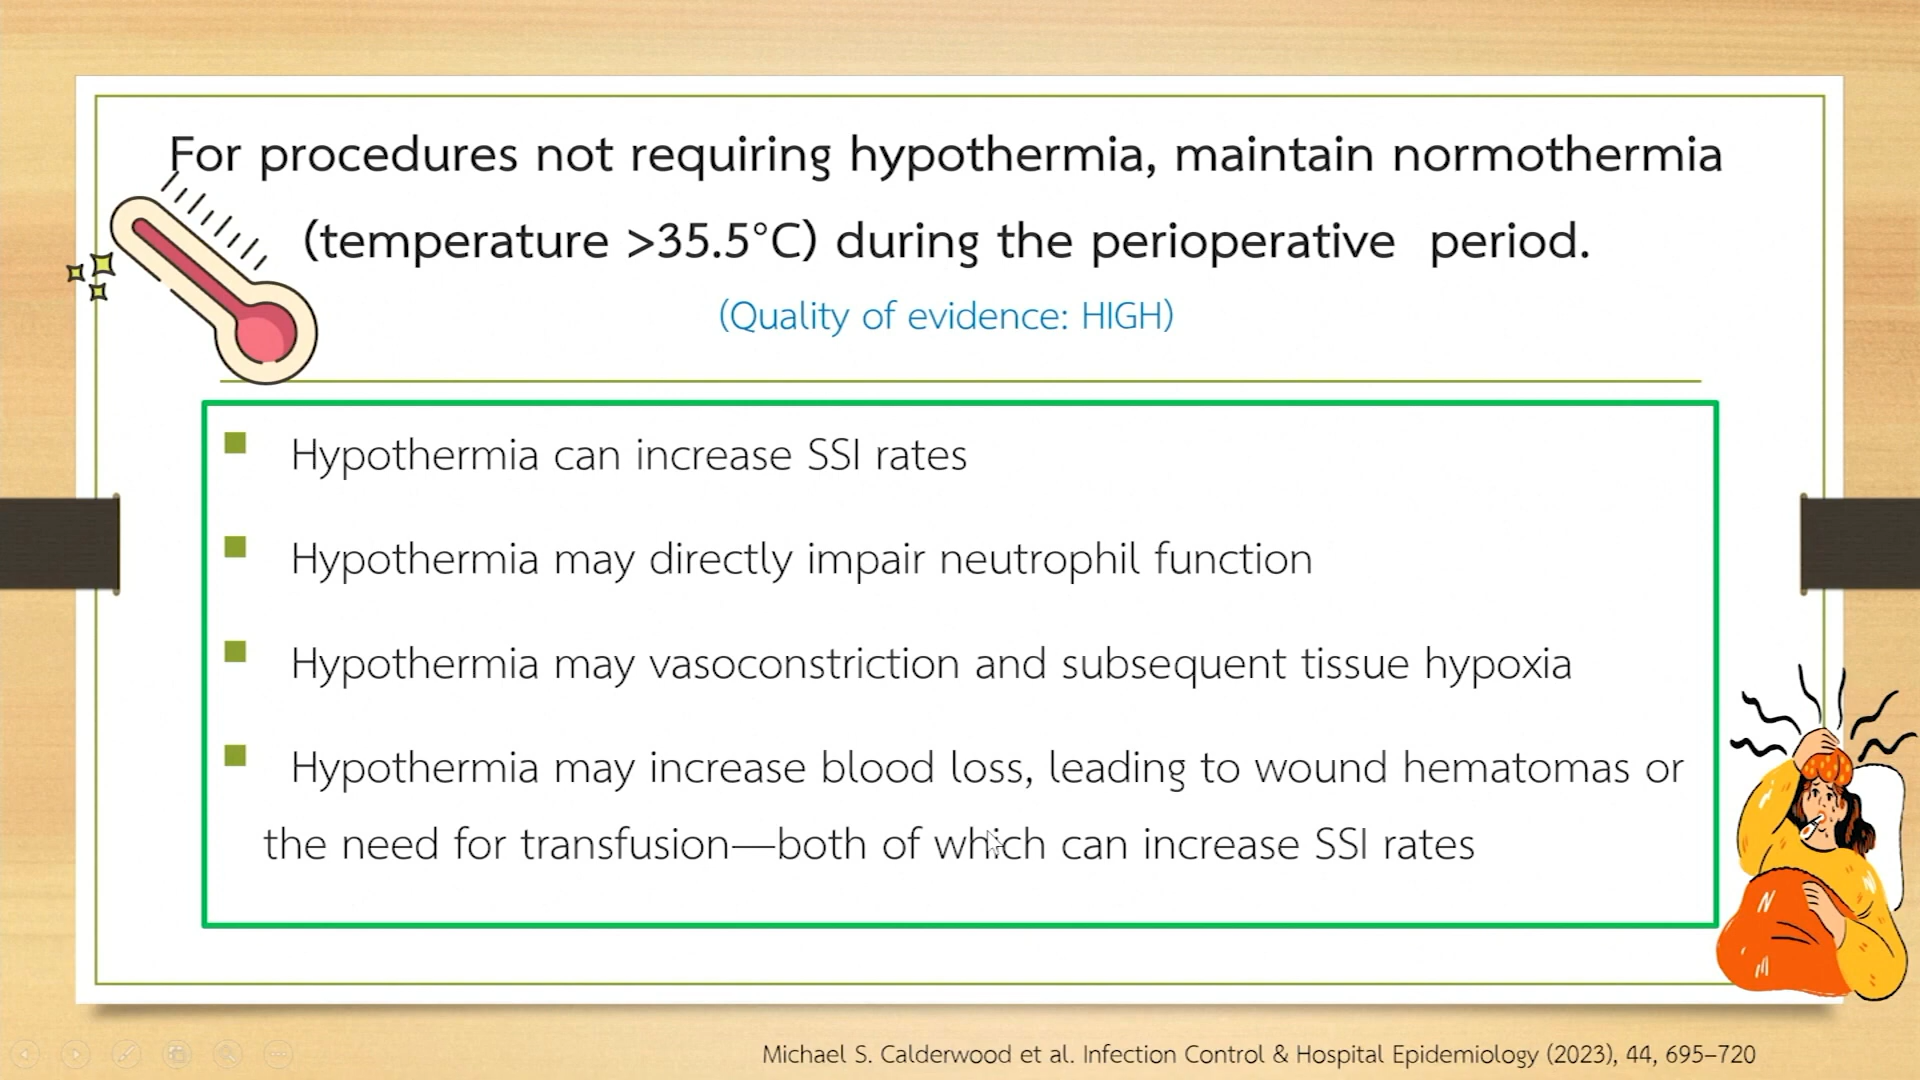 For procedures not requiring hypothermia, maintain normothermia
(temperature >35.5°C) during the perioperative period.
(Quality of evidence: HIGH)
Hypothermia can increase SSI rates
Hypothermia may directly impair neutrophil function
Hypothermia may vasoconstriction and subsequent tissue hypoxia
Hypothermia may increase blood loss, leading to wound hematomas or
the need for transfusion—both of which can increase SSI rates
Michael S. Calderwood et al. Infection Control & Hospital Epidemiology (2023), 44, 695–720